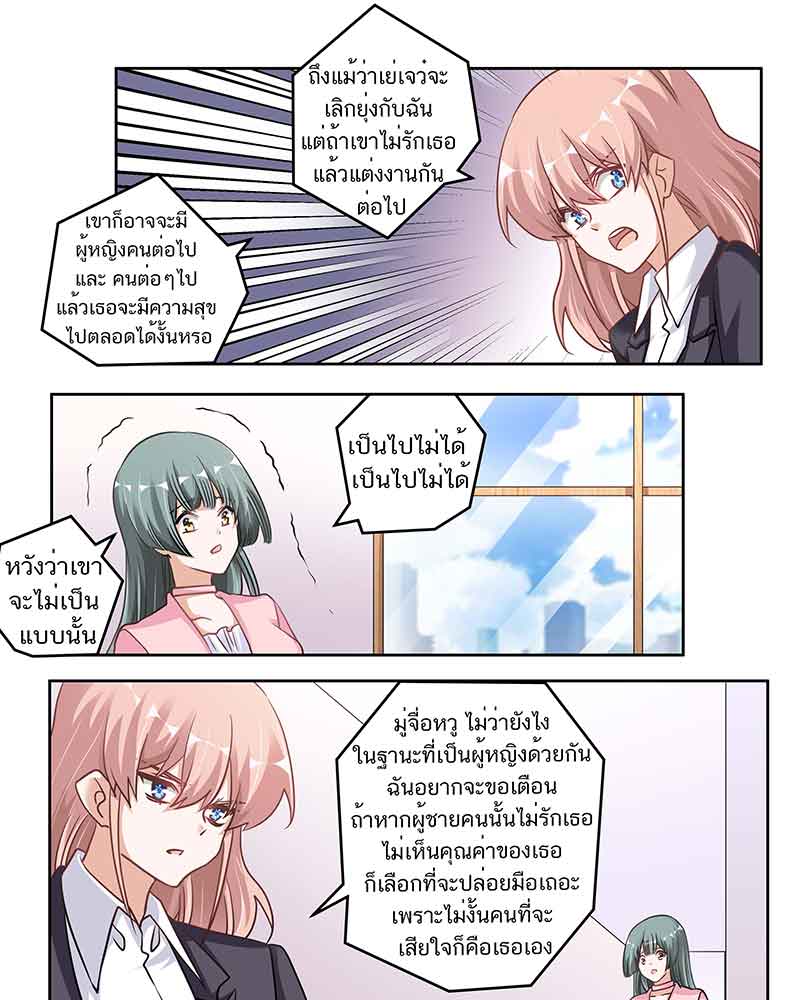 ถึงแม้ว่าเย่เจว๋จะ
เลิกยุ่งกับฉัน
แต่ถ้าเขาไม่รักเธอ
แล้วแต่งงานกัน
ต่อไป
เขาก็อาจจะมี
ผู้หญิงคนต่อไป
และ คนต่อๆไป
แล้วเธอจะมีความสุข
ไปตลอดได้งั้นหรอ
เป็นไปไม่ได้
เป็นไปไม่ได้
หวังว่าเขา
จะไม่เป็น
แบบนั้น
มู่จื่อหวู ไม่ว่ายังไง
ในฐานะที่เป็นผู้หญิงด้วยกัน
ฉันอยากจะขอเตือน
ถ้าหากผู้ชายคนนั้นไม่รักเธอ
ไม่เห็นคุณค่าของเธอ
ก็เลือกที่จะปล่อยมือเถอะ
เพราะไม่งั้นคนที่จะ
เสียใจก็คือเธอเอง